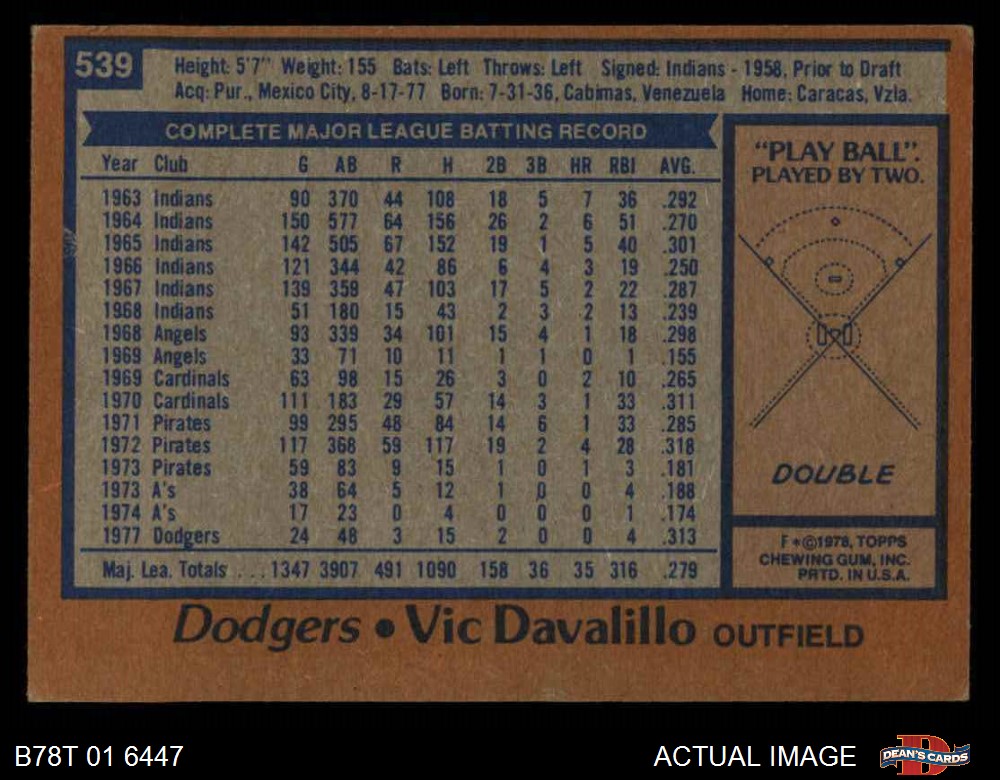 539
Height: 5'7" Weight: 155 Bats: Left Throws: Left Signed: Indians - 1958, Prior to Draft
Acq: Pur., Mexico City, 8-17-77 Born: 7-31-36, Cabimas, Venezuela Home: Caracas, Vzla.
COMPLETE MAJOR LEAGUE BATTING RECORD
Year Club G AB R H 2B 3B HR RBI AVG.
1963 Indians 90 370 44 108 18 5 7 36 .292
1964 Indians 150 577 64 156 26 2 6 51 .270
1965 Indians 142 505 67 152 19 1 5 40 .301
1966 Indians 121 344 42 86 6 4 3 19 .250
1967 Indians 139 359 47 103 17 5 2 22 .287
1968 Indians 51 180 15 43 2 3 2 13 .239
1968 Angels 93 339 34 101 15 4 1 18 .298
1969 Angels 33 71 10 11 1 1 0 1 .155
1969 Cardinals 63 98 15 26 3 0 2 10 .265
1970 Cardinals 111 183 29 57 14 3 1 33 .311
1971 Pirates 99 295 48 84 14 6 1 33 .285
1972 Pirates 117 368 59 117 19 2 4 28 .318
1973 Pirates 59 83 9 15 1 0 1 3 .181
1973 A's 38 64 5 12 1 0 0 4 .188
1974 A's 17 23 0 4 0 0 0 1 .174
1977 Dodgers 24 48 3 15 2 0 0 4 .313
Maj. Lea. Totals .... 1347 3907 491 1090 158 36 35 316 .279
"PLAY BALL".
PLAYED BY TWO.
DOUBLE
F*©1978, TOPPS
CHEWING GUM, INC.
PRTD. IN U.S.A.
Dodgers • Vic Davalillo OUTFIELD
B78T 01 6447
ACTUAL IMAGE
D
DEAN'S CARDS